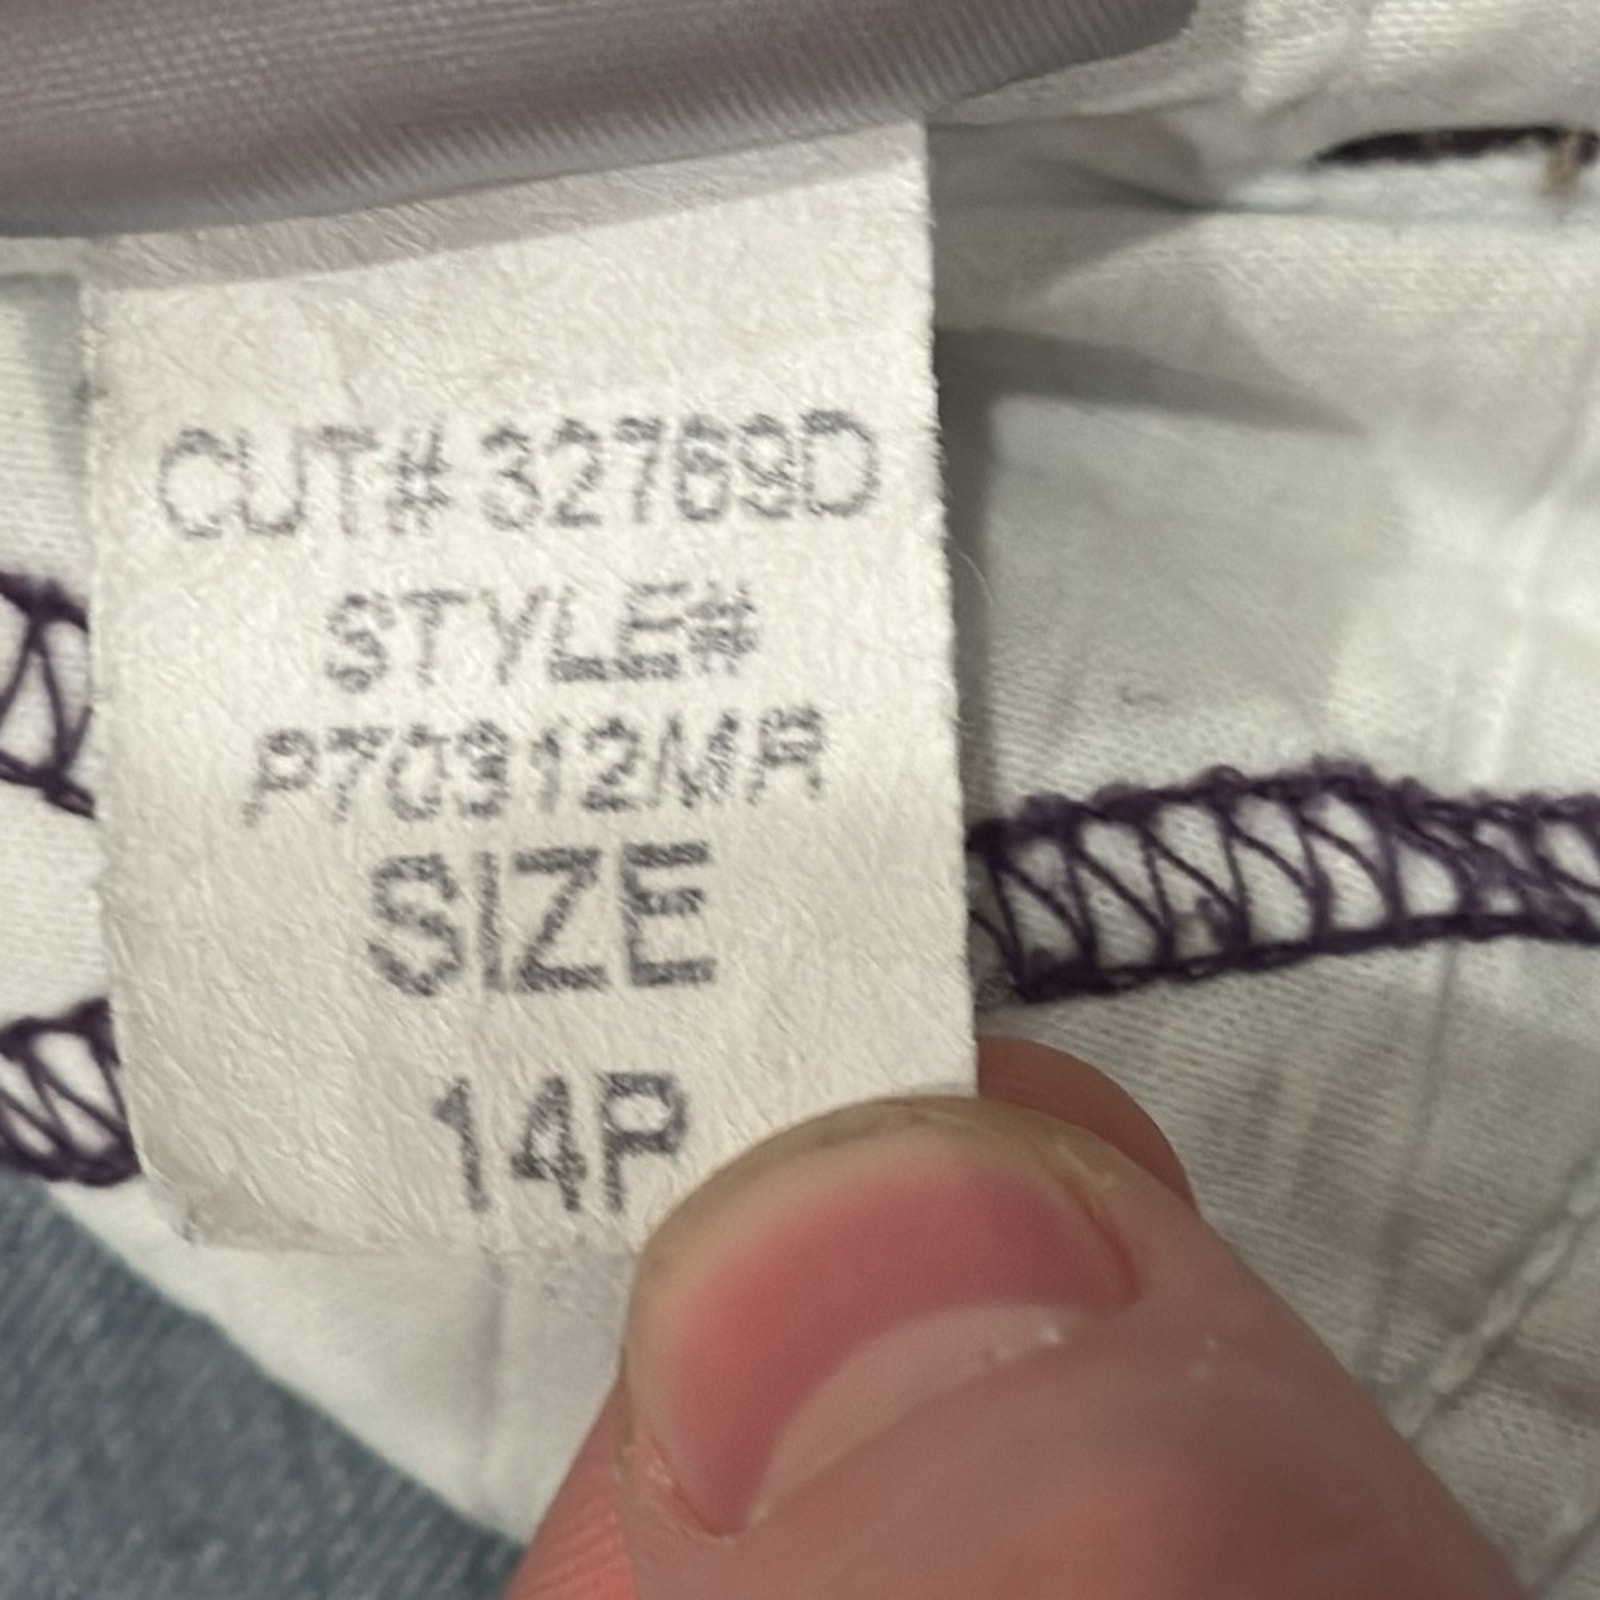 CUT# 32769D
STYLE#
P70912MR
SIZE
14P